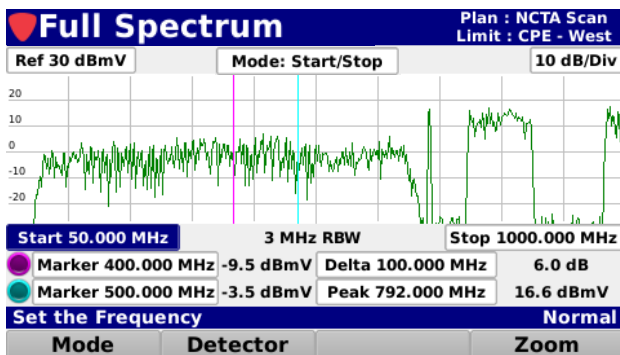 Full Spectrum
Plan : NCTA Scan
Limit : CPE - West
Ref 30 dBmV
Mode: Start/Stop
10 dB/Div
20
10
0
-10
-20
Start 50.000 MHz
3 MHz RBW
Stop 1000.000 MHz
Marker 400.000 MHz -9.5 dBmV Delta 100.000 MHz 6.0 dB
Marker 500.000 MHz -3.5 dBmV Peak 792.000 MHz 16.6 dBmV
Set the Frequency
Normal
Mode
Detector
Zoom